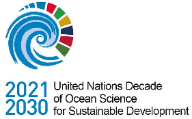 2021
2030
United Nations Decade
of Ocean Science
for Sustainable Development